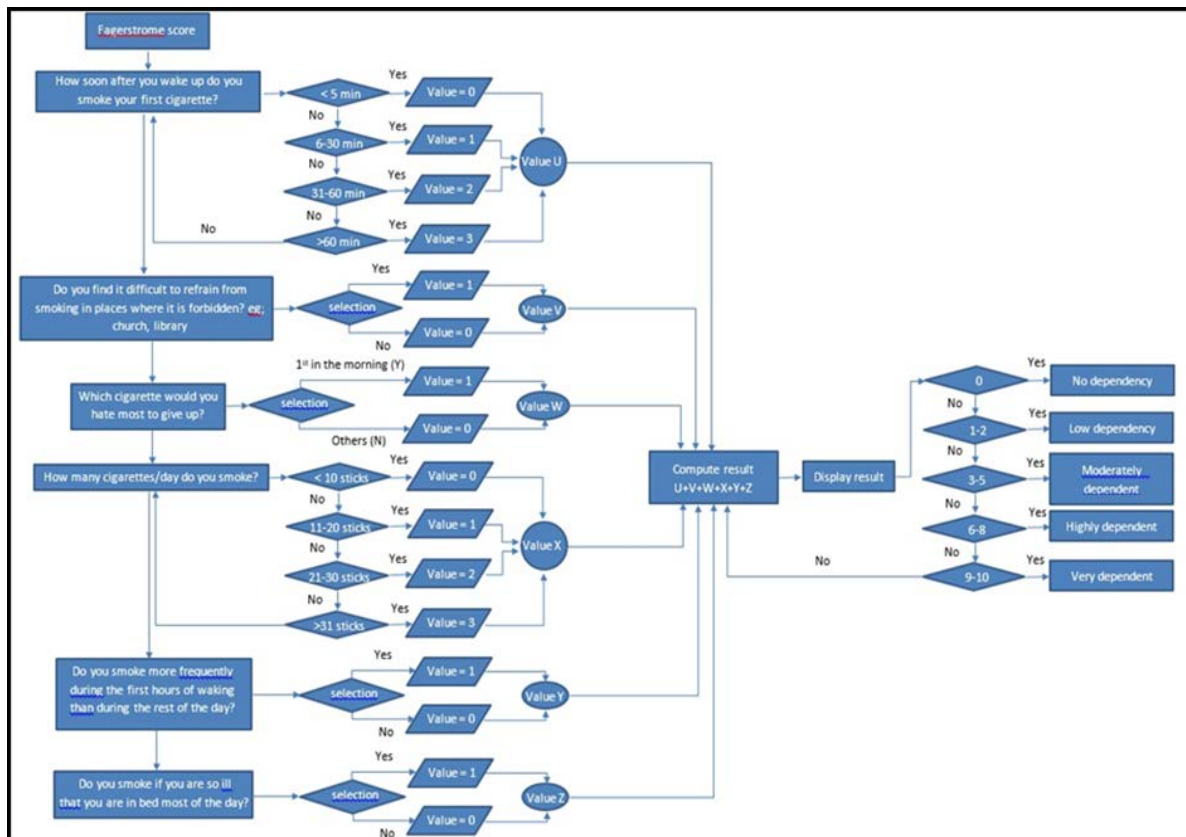 Fagerstrome score
How soon after you wake up do you
smoke your first cigarette?
< 5 min
Yes
Value = 0
No
6-30 min
Yes
Value = 1
No
31-60 min
Yes
Value = 2
No
>60 min
Yes
Value = 3
No
Value U
Do you find it difficult to refrain from
smoking in places where it is forbidden? eg;
church, library
selection
Yes
Value = 1
No
Value = 0
Value V
Which cigarette would you
hate most to give up?
selection
1st in the morning (Y)
Value = 1
Others (N)
Value = 0
Value W
How many cigarettes/day do you smoke?
< 10 sticks
Yes
Value = 0
No
11-20 sticks
Yes
Value = 1
No
21-30 sticks
Yes
Value = 2
No
>31 sticks
Yes
Value = 3
Value X
Do you smoke more frequently
during the first hours of waking
than during the rest of the day?
selection
Yes
Value = 1
No
Value = 0
Value Y
Do you smoke if you are so ill
that you are in bed most of the day?
selection
Yes
Value = 1
No
Value = 0
Value Z
Compute result
U+V+W+X+Y+Z
Display result
0
Yes
No dependency
No
1-2
Yes
Low dependency
No
3-5
Yes
Moderately
dependent
No
6-8
Yes
Highly dependent
No
9-10
Yes
Very dependent
No